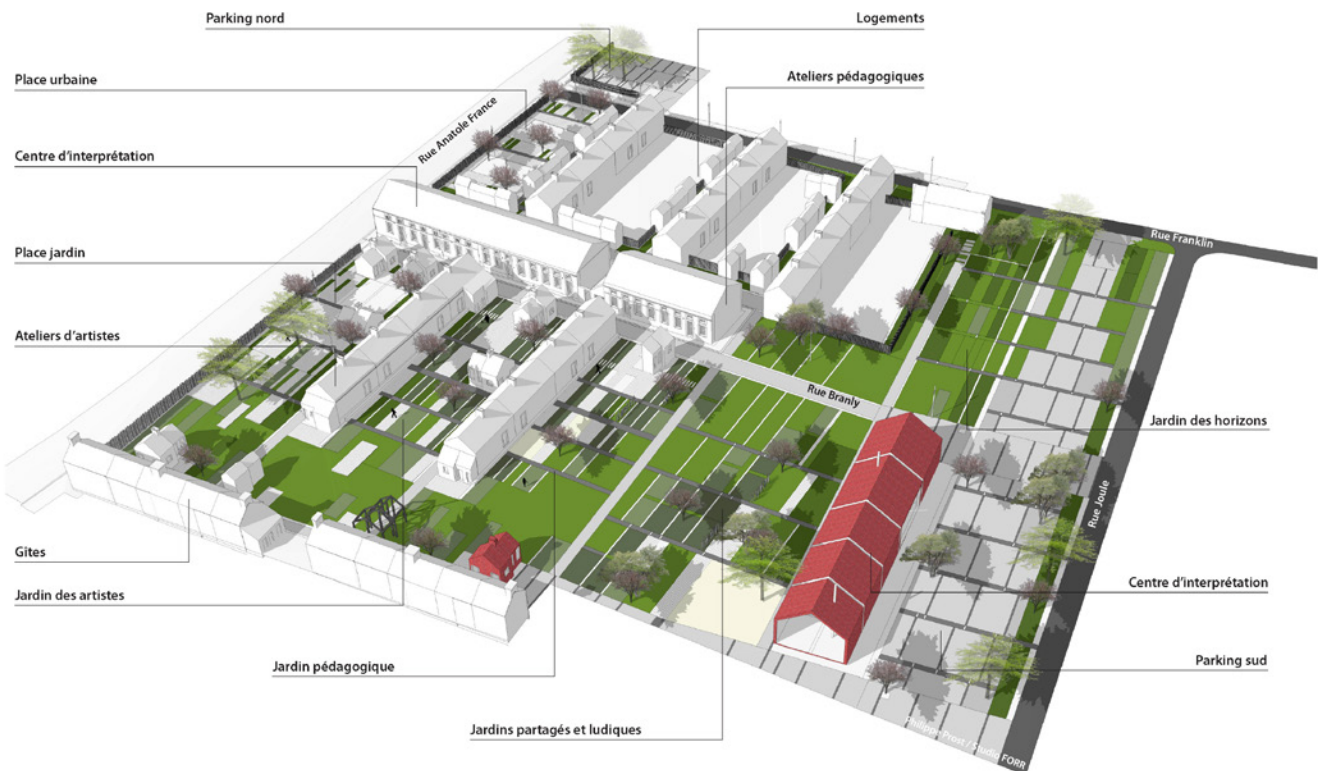 Parking nord
Logements
Place urbaine
Ateliers pédagogiques
Rue Anatole France
Centre d'interprétation
Rue Franklin
Place jardin
Ateliers d'artistes
Rue Branly
Jardin des horizons
Rue Joule
Gîtes
Centre d'interprétation
Jardin des artistes
Jardin pédagogique
Parking sud
Jardins partagés et ludiques
Philippe Prost / Studio FORR